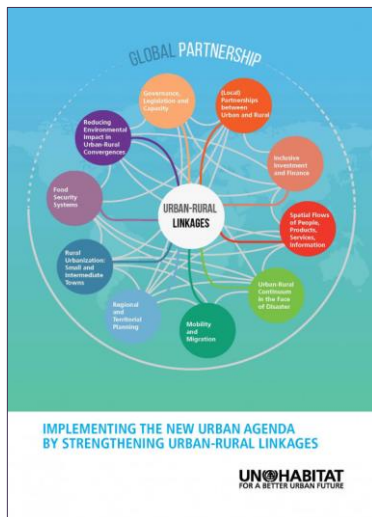 GLOBAL PARTNERSHIP
Governance,
Legislation and
Capacity
(Local)
Partnerships
between
Urban and Rural
Reducing
Environmental
Impact in
Urban-Rural
Convergences,
Inclusive
Investment
and Finance
Food
Security
Systems
URBAN-RURAL
LINKAGES
Spatial Flows
of People,
Products,
Services,
Information
Rural
Urbanization:
Small and
Intermediate
Towns
Urban-Rural
Continuum
in the Face
of Disaster
Regional
and
Territorial
Planning
Mobility
and
Migration
IMPLEMENTING THE NEW URBAN AGENDA
BY STRENGTHENING URBAN-RURAL LINKAGES
UN HABITAT
FOR A BETTER URBAN FUTURE